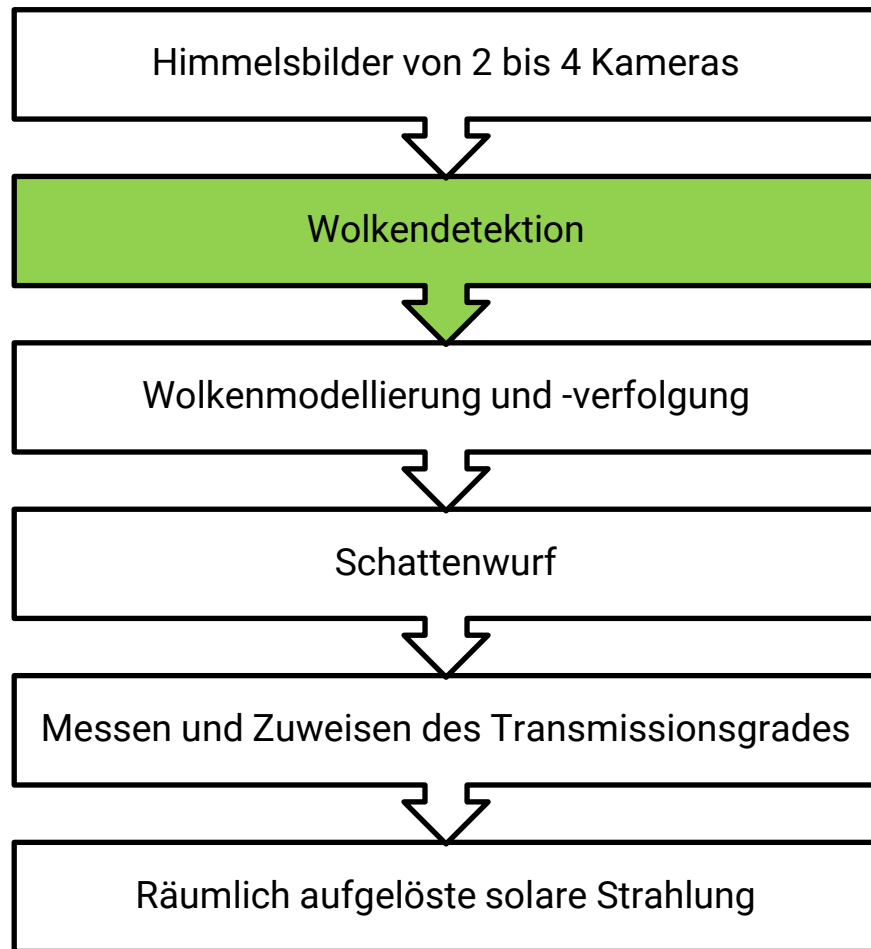 Himmelsbilder von 2 bis 4 Kameras
Wolkendetektion
Wolkenmodellierung und -verfolgung
Schattenwurf
Messen und Zuweisen des Transmissionsgrades
Räumlich aufgelöste solare Strahlung